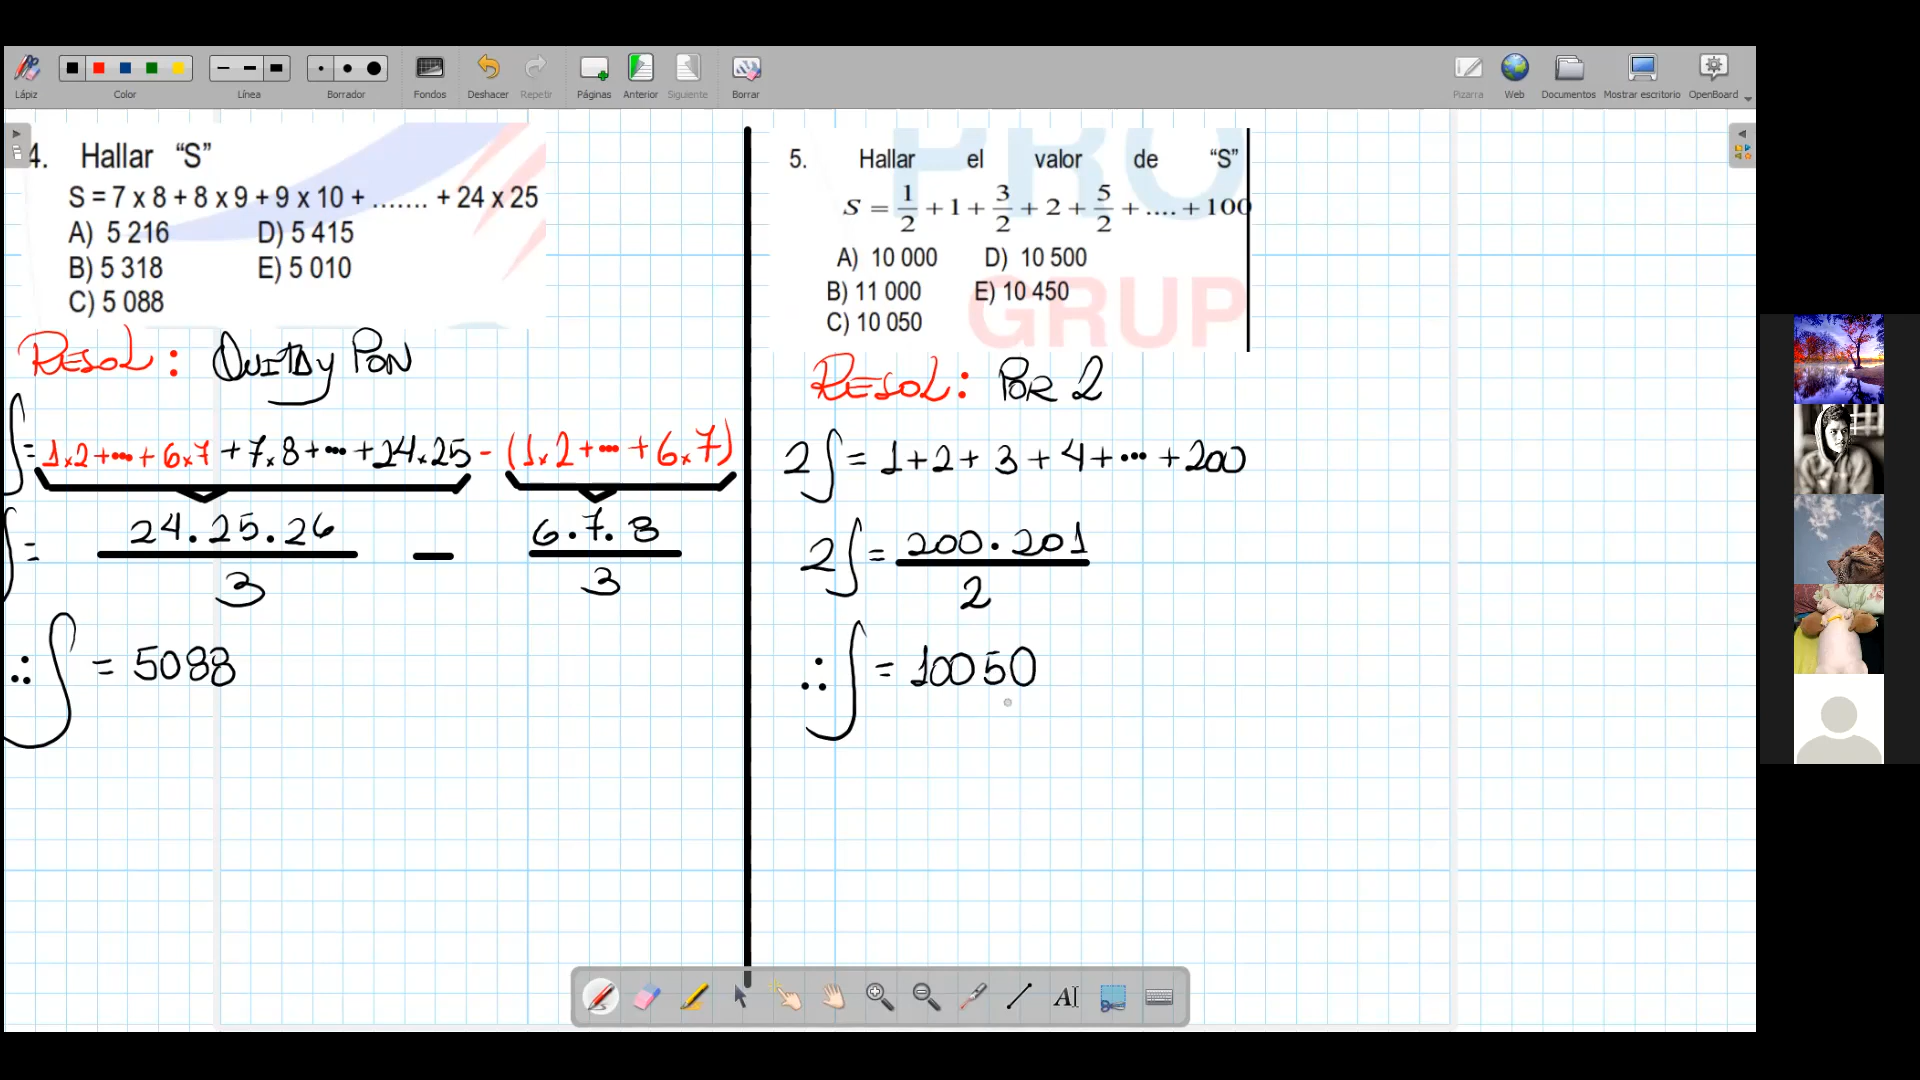 Lápiz
Color
Línea
Borrador
Fondos
Deshacer
Repetir
Páginas
Anterior
Siguiente
Borrar
Pizarra
Web
Documentos
Mostrar escritorio
OpenBoard
4. Hallar “S”
S = 7 x 8 + 8 x 9 + 9 x 10 + ....... + 24 x 25
A) 5 216 D) 5 415
B) 5 318 E) 5 010
C) 5 088
RESOL: QUITA y PON
S = 1x2 + ... + 6x7 + 7x8 + ... + 24x25 - (1x2 + ... + 6x7)
S = 24.25.26/3 - 6.7.8/3
∴ S = 5088
PRO
GRUP
5. Hallar el valor de “S”
S = 1/2 + 1 + 3/2 + 2 + 5/2 + .... + 100
A) 10 000 D) 10 500
B) 11 000 E) 10 450
C) 10 050
RESOL: POR 2
2S = 1 + 2 + 3 + 4 + ... + 200
2S = 200.201/2
∴ S = 10050